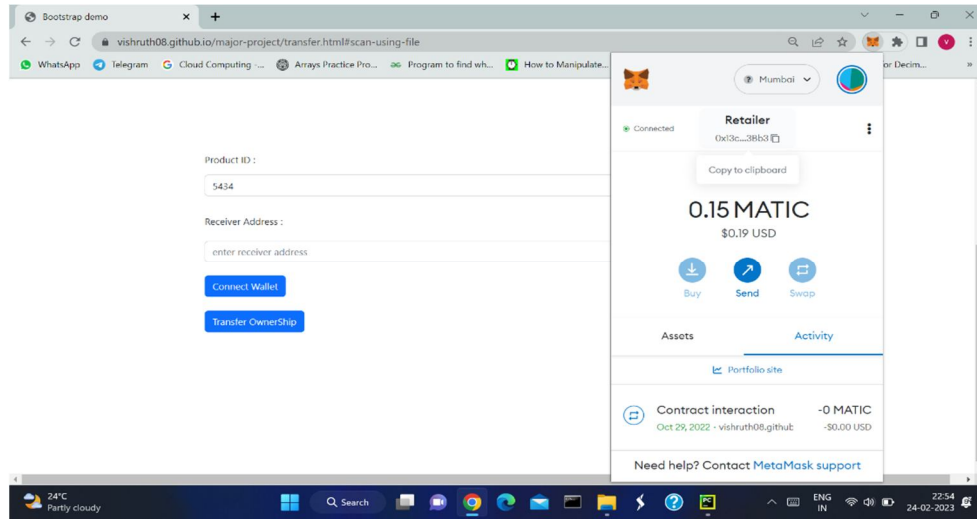 Bootstrap demo
vishruth08.github.io/major-project/transfer.html#scan-using-file
V
WhatsApp
Telegram
Cloud Computing -...
Arrays Practice Pro...
Program to find wh...
How to Manipulate...
or Decim...
»
Mumbai
Connected
Retailer
0x13c...38b3
Copy to clipboard
Product ID :
5434
Receiver Address :
enter receiver address
Connect Wallet
Transfer OwnerShip
0.15 MATIC
$0.19 USD
Buy
Send
Swap
Assets
Activity
Portfolio site
Contract interaction
-0 MATIC
Oct 29, 2022 · vishruth08.github
-$0.00 USD
Need help? Contact MetaMask support
24°C
Partly cloudy
Search
ENG
IN
22:54
24-02-2023